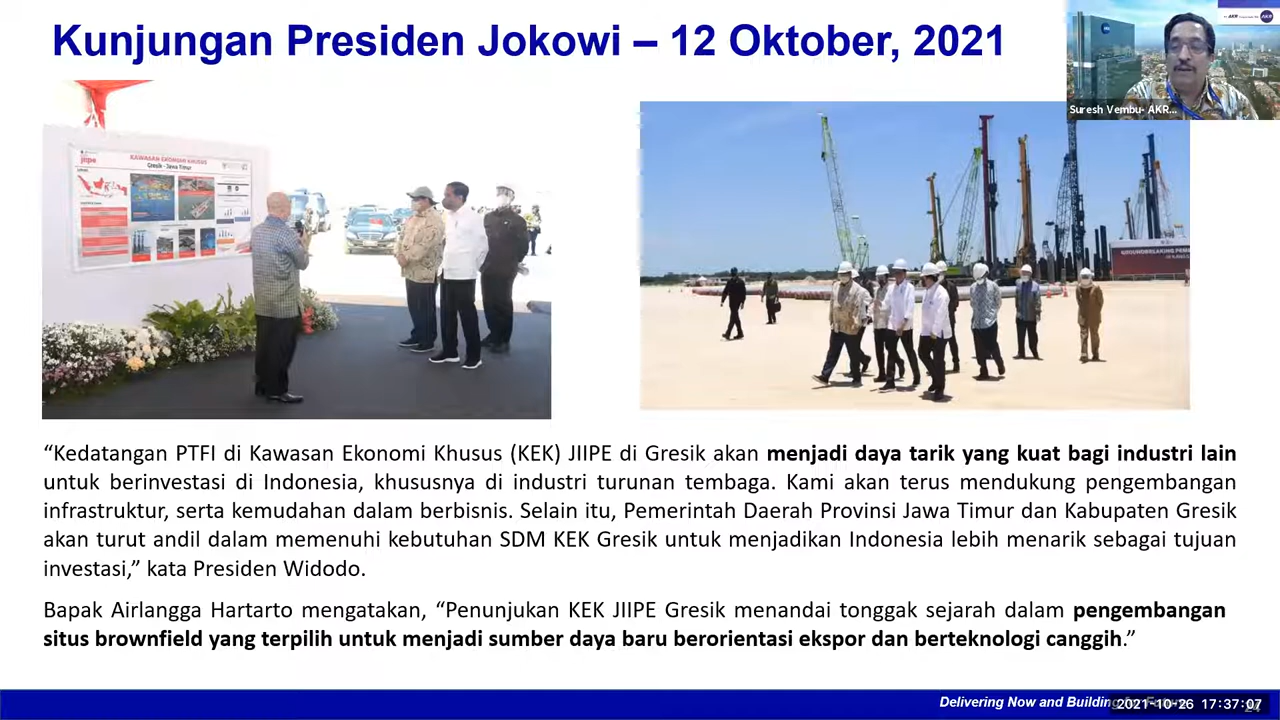 Kunjungan Presiden Jokowi – 12 Oktober, 2021
AKR
Suresh Vembu- AKR...
jiipe
KAWASAN EKONOMI KHUSUS
Gresik - Jawa Timur
GROUNDBREAKING
“Kedatangan PTFI di Kawasan Ekonomi Khusus (KEK) JIIPE di Gresik akan menjadi daya tarik yang kuat bagi industri lain
untuk berinvestasi di Indonesia, khususnya di industri turunan tembaga. Kami akan terus mendukung pengembangan
infrastruktur, serta kemudahan dalam berbisnis. Selain itu, Pemerintah Daerah Provinsi Jawa Timur dan Kabupaten Gresik
akan turut andil dalam memenuhi kebutuhan SDM KEK Gresik untuk menjadikan Indonesia lebih menarik sebagai tujuan
investasi,” kata Presiden Widodo.
Bapak Airlangga Hartarto mengatakan, “Penunjukan KEK JIIPE Gresik menandai tonggak sejarah dalam pengembangan
situs brownfield yang terpilih untuk menjadi sumber daya baru berorientasi ekspor dan berteknologi canggih.”
Delivering Now and Building for Future
2021-10-26 17:37:07